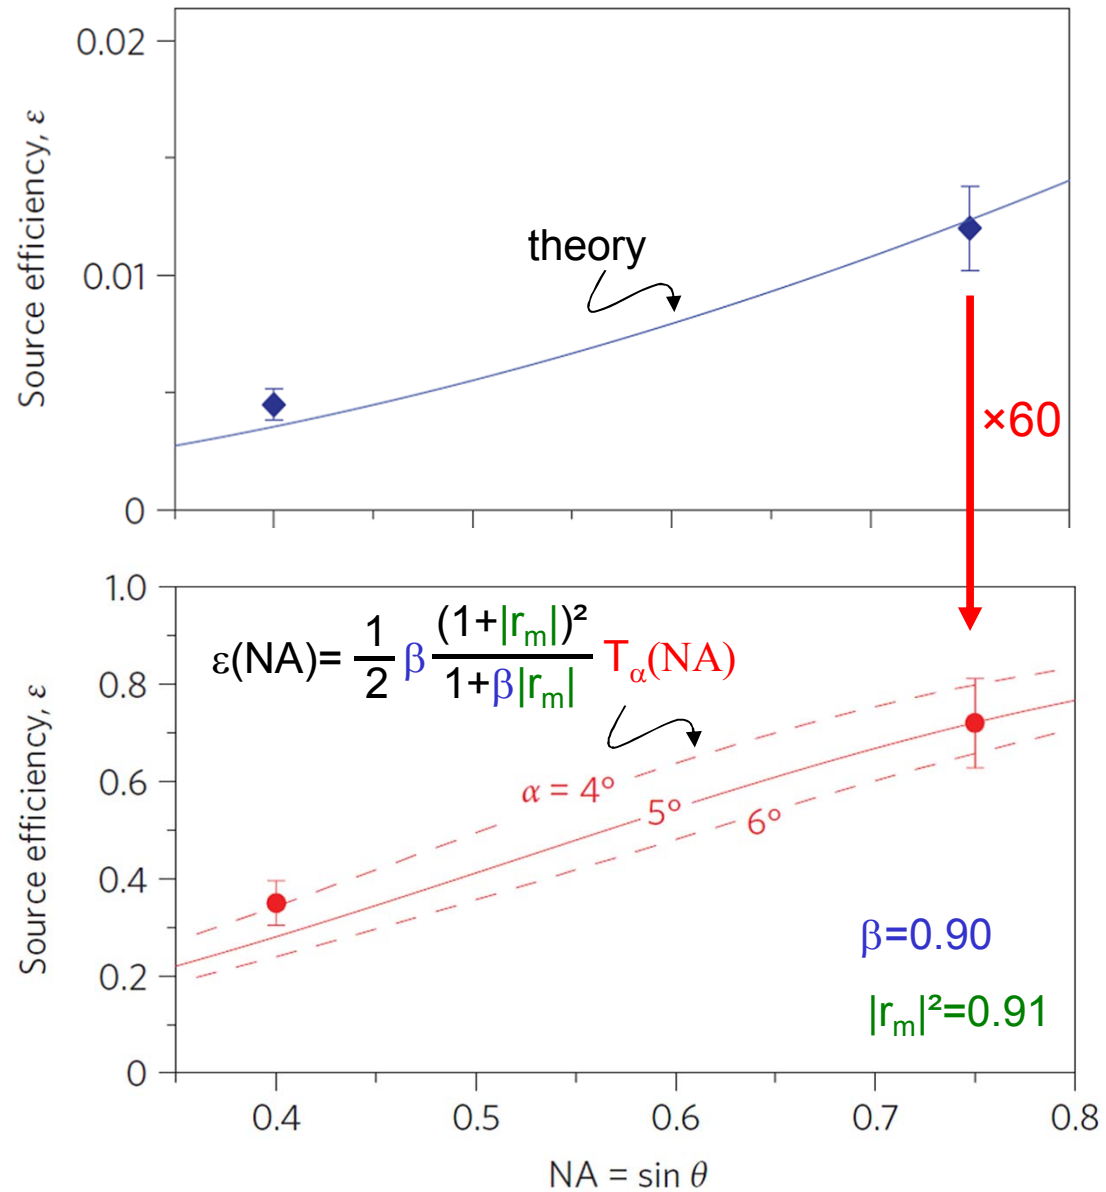 0.02
0.01
0
Source efficiency, ε
theory
×60
1.0
0.8
0.6
0.4
0.2
0
Source efficiency, ε
ε(NA)= 1/2 β (1+|rₘ|)² / 1+β|rₘ| Tα(NA)
α = 4°
5°
6°
β=0.90
|rₘ|²=0.91
0.4 0.5 0.6 0.7 0.8
NA = sin θ